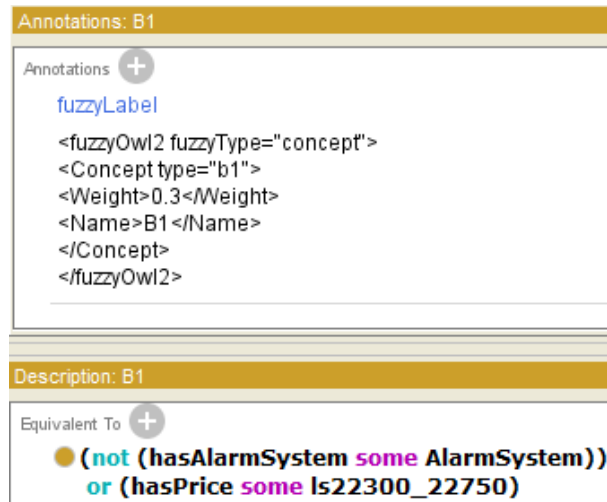 Annotations: B1
Annotations
fuzzyLabel
<fuzzyOwl2 fuzzyType="concept">
<Concept type="b1">
<Weight>0.3</Weight>
<Name>B1</Name>
</Concept>
</fuzzyOwl2>
Description: B1
Equivalent To
(not (hasAlarmSystem some AlarmSystem))
or (hasPrice some ls22300_22750)